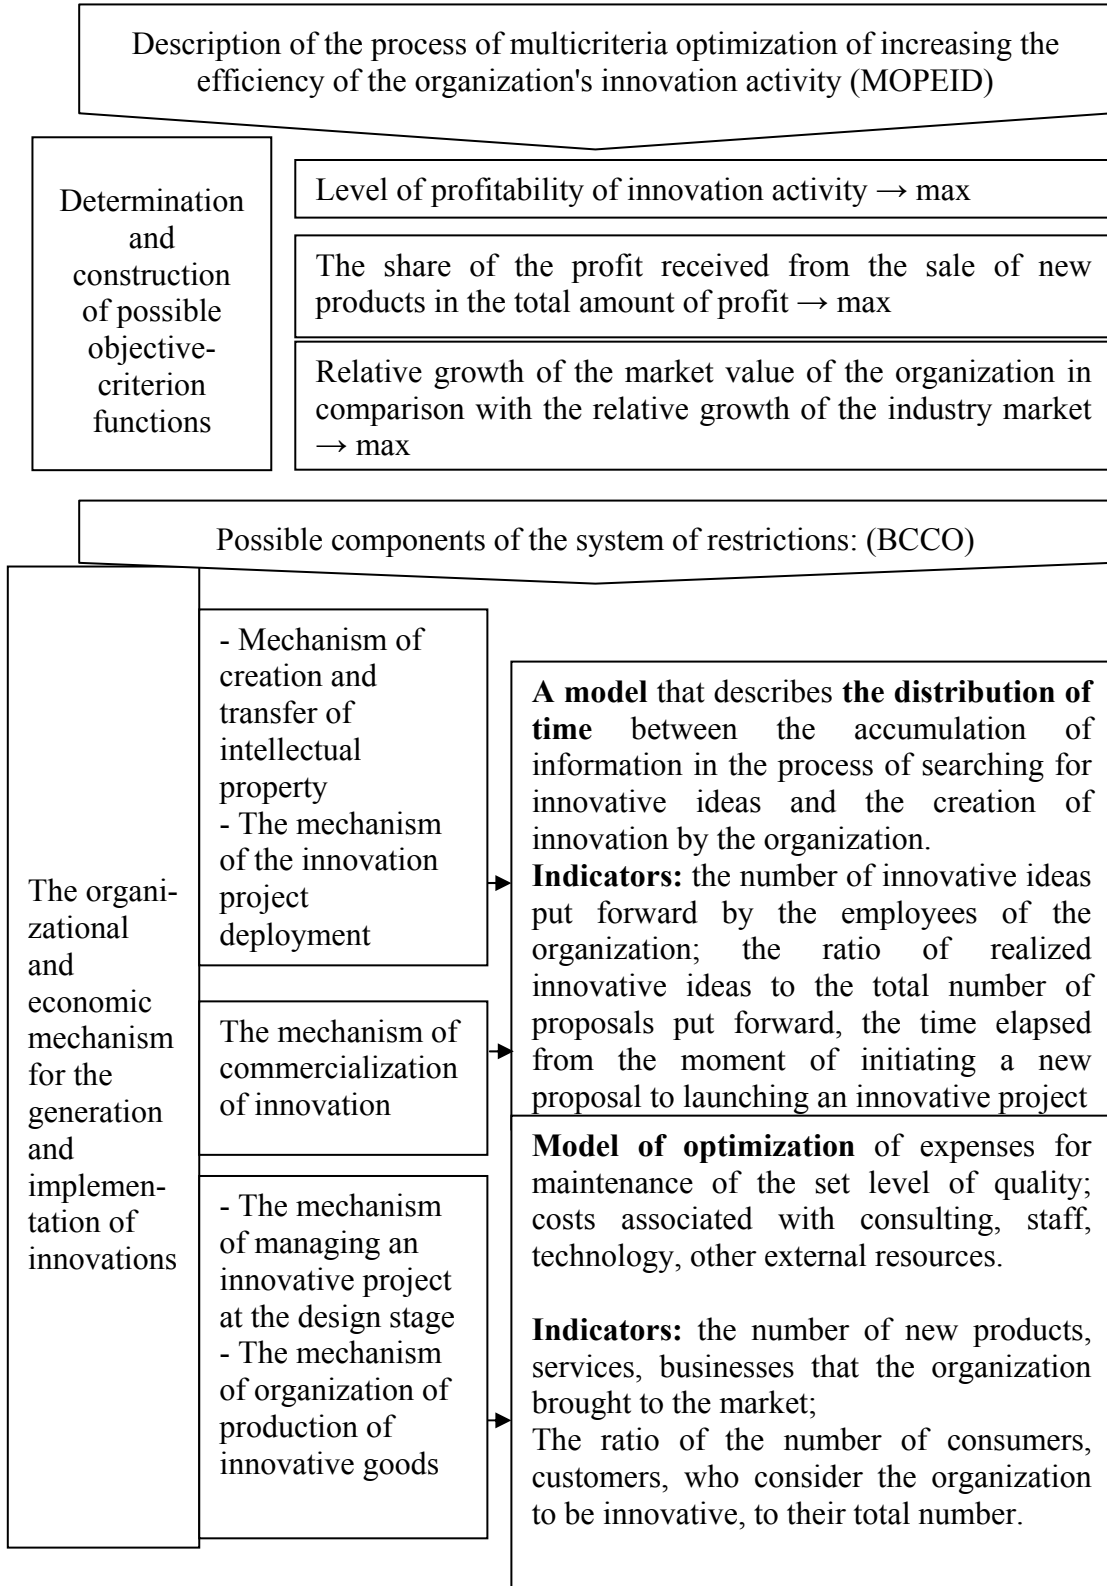 Description of the process of multicriteria optimization of increasing the
efficiency of the organization's innovation activity (MOPEID)
Determination
and
construction
of possible
objective-
criterion
functions
Level of profitability of innovation activity → max
The share of the profit received from the sale of new
products in the total amount of profit → max
Relative growth of the market value of the organization in
comparison with the relative growth of the industry market
→ max
Possible components of the system of restrictions: (BCCO)
The organi-
zational
and
economic
mechanism
for the
generation
and
implemen-
tation of
innovations
- Mechanism of
creation and
transfer of
intellectual
property
- The mechanism
of the innovation
project
deployment
The mechanism of
commercialization
of innovation
- The mechanism
of managing an
innovative project
at the design stage
- The mechanism
of organization of
production of
innovative goods
A model that describes the distribution of
time between the accumulation of
information in the process of searching for
innovative ideas and the creation of
innovation by the organization.
Indicators: the number of innovative ideas
put forward by the employees of the
organization; the ratio of realized
innovative ideas to the total number of
proposals put forward, the time elapsed
from the moment of initiating a new
proposal to launching an innovative project
Model of optimization of expenses for
maintenance of the set level of quality;
costs associated with consulting, staff,
technology, other external resources.
Indicators: the number of new products,
services, businesses that the organization
brought to the market;
The ratio of the number of consumers,
customers, who consider the organization
to be innovative, to their total number.